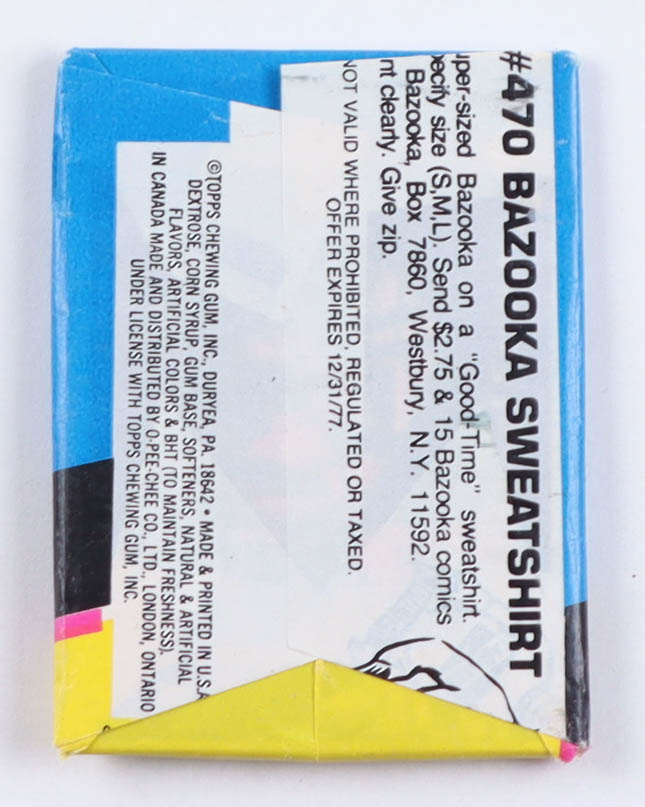 #470 BAZOOKA SWEATSHIRT
uper-sized Bazooka on a "Good-Time" sweatshirt.
pecify size (S,M,L). Send $2.75 & 15 Bazooka comics
Bazooka, Box 7860, Westbury, N.Y. 11592.
nt clearly. Give zip.
NOT VALID WHERE PROHIBITED, REGULATED OR TAXED.
OFFER EXPIRES 12/31/77.
©TOPPS CHEWING GUM, INC., DURYEA, PA. 18642 • MADE & PRINTED IN U.S.A
DEXTROSE, CORN SYRUP, GUM BASE, SOFTENERS, NATURAL & ARTIFICIAL
FLAVORS, ARTIFICIAL COLORS & BHT (TO MAINTAIN FRESHNESS).
IN CANADA MADE AND DISTRIBUTED BY O-PEE-CHEE CO., LTD., LONDON, ONTARIO
UNDER LICENSE WITH TOPPS CHEWING GUM, INC.